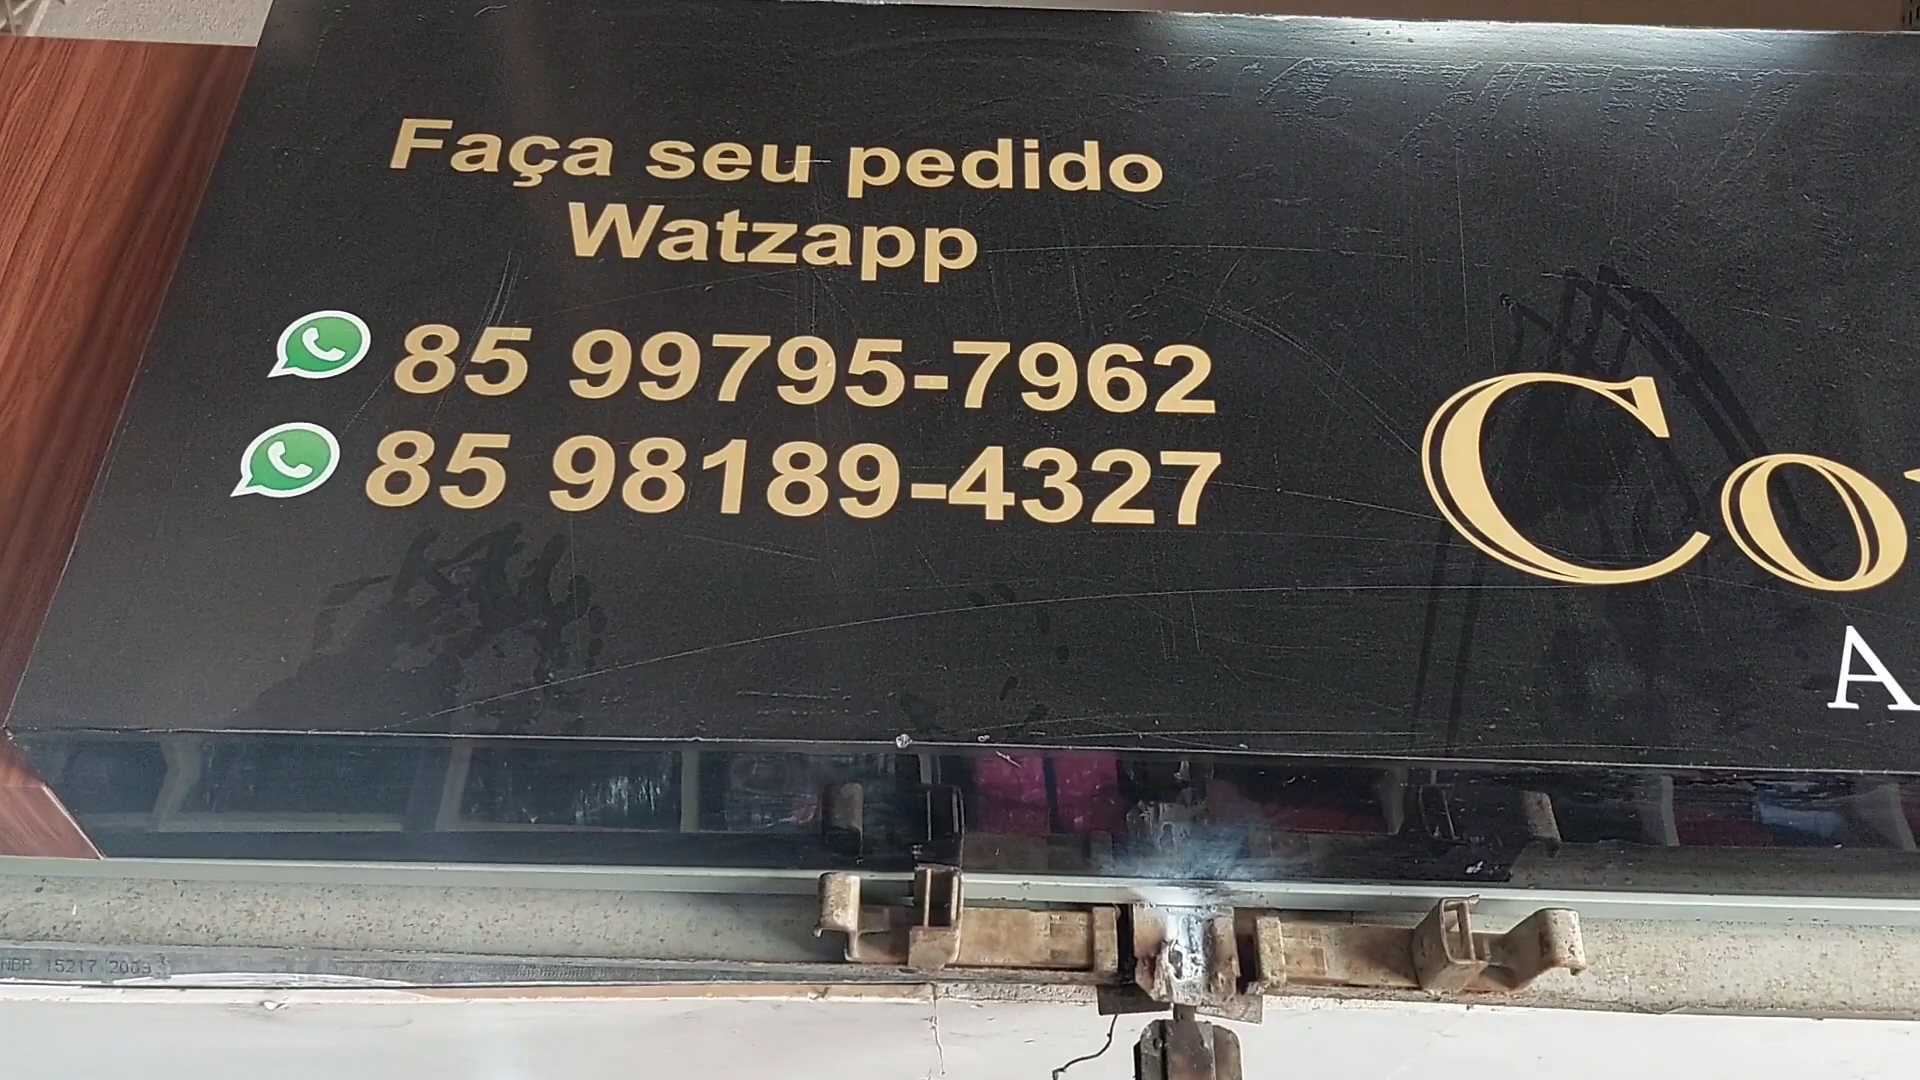 Faça seu pedido
Watzapp
85 99795-7962
85 98189-4327
Co
A
NBR 15217 2009